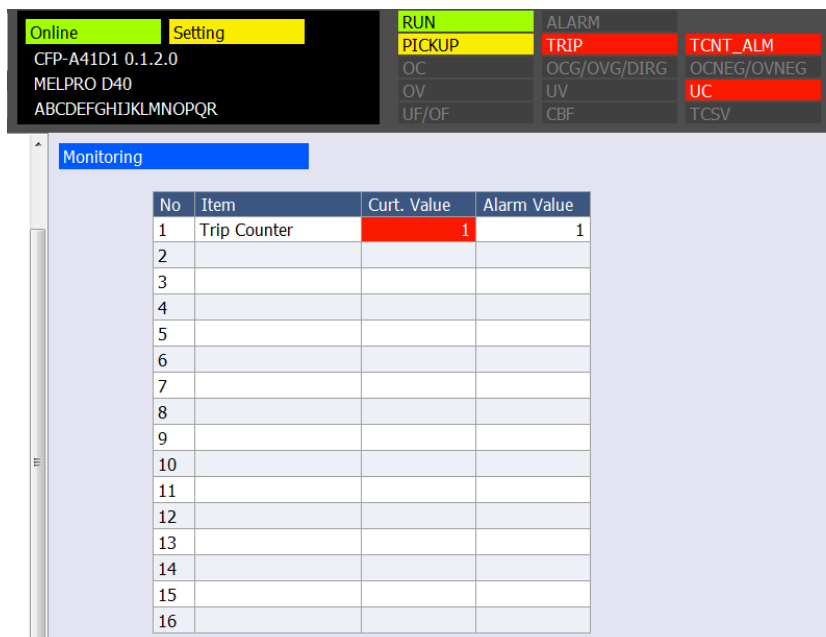 Online Setting
CFP-A41D1 0.1.2.0
MELPRO D40
ABCDEFGHIJKLMNOPQR
RUN ALARM
PICKUP TRIP TCNT_ALM
OC OCG/OVG/DIRG OCNEG/OVNEG
OV UV UC
UF/OF CBF TCSV
Monitoring
No Item Curt. Value Alarm Value
1 Trip Counter 1 1
2
3
4
5
6
7
8
9
10
11
12
13
14
15
16